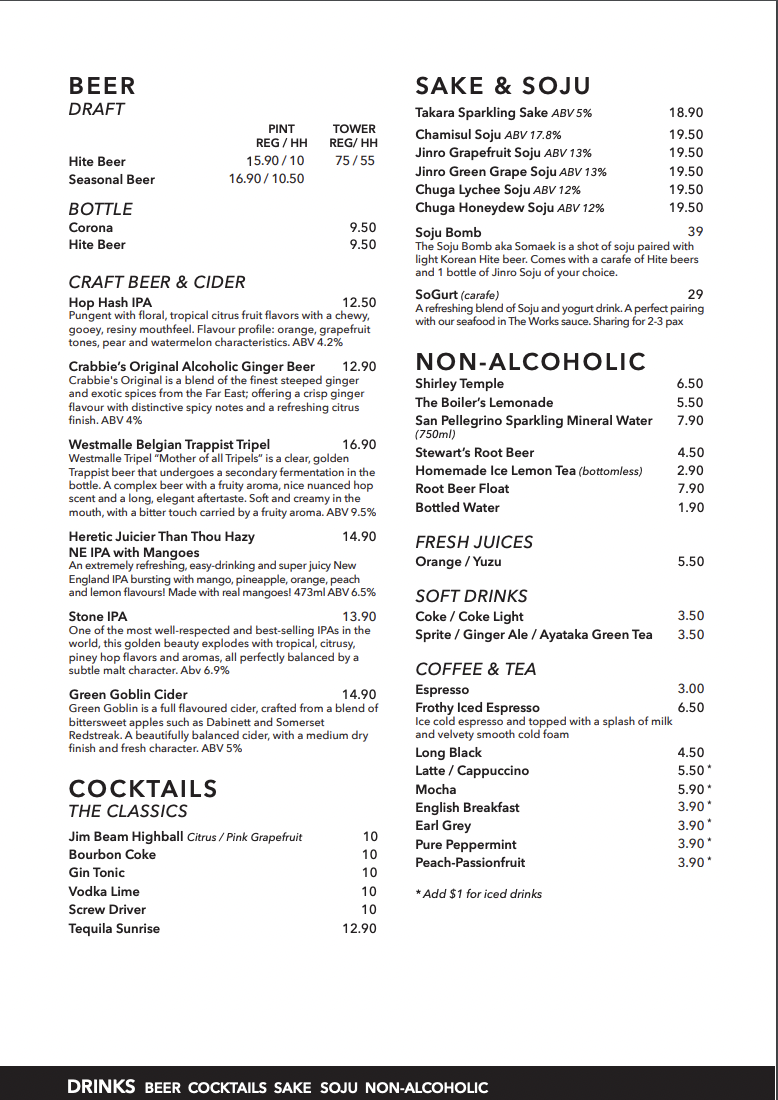 BEER
DRAFT
PINT TOWER
REG / HH REG/ HH
Hite Beer 15.90 / 10 75 / 55
Seasonal Beer 16.90 / 10.50
BOTTLE
Corona 9.50
Hite Beer 9.50
CRAFT BEER & CIDER
Hop Hash IPA 12.50
Pungent with floral, tropical citrus fruit flavors with a chewy,
gooey, resiny mouthfeel. Flavour profile: orange, grapefruit
tones, pear and watermelon characteristics. ABV 4.2%
Crabbie's Original Alcoholic Ginger Beer 12.90
Crabbie's Original is a blend of the finest steeped ginger
and exotic spices from the Far East; offering a crisp ginger
flavour with distinctive spicy notes and a refreshing citrus
finish. ABV 4%
Westmalle Belgian Trappist Tripel 16.90
Westmalle Tripel "Mother of all Tripels" is a clear, golden
Trappist beer that undergoes a secondary fermentation in the
bottle. A complex beer with a fruity aroma, nice nuanced hop
scent and a long, elegant aftertaste. Soft and creamy in the
mouth, with a bitter touch carried by a fruity aroma. ABV 9.5%
Heretic Juicier Than Thou Hazy 14.90
NE IPA with Mangoes
An extremely refreshing, easy-drinking and super juicy New
England IPA bursting with mango, pineapple, orange, peach
and lemon flavours! Made with real mangoes! 473ml ABV 6.5%
Stone IPA 13.90
One of the most well-respected and best-selling IPAs in the
world, this golden beauty explodes with tropical, citrusy,
piney hop flavors and aromas, all perfectly balanced by a
subtle malt character. Abv 6.9%
Green Goblin Cider 14.90
Green Goblin is a full flavoured cider, crafted from a blend of
bittersweet apples such as Dabinett and Somerset
Redstreak. A beautifully balanced cider, with a medium dry
finish and fresh character. ABV 5%
COCKTAILS
THE CLASSICS
Jim Beam Highball Citrus / Pink Grapefruit 10
Bourbon Coke 10
Gin Tonic 10
Vodka Lime 10
Screw Driver 10
Tequila Sunrise 12.90
SAKE & SOJU
Takara Sparkling Sake ABV 5% 18.90
Chamisul Soju ABV 17.8% 19.50
Jinro Grapefruit Soju ABV 13% 19.50
Jinro Green Grape Soju ABV 13% 19.50
Chuga Lychee Soju ABV 12% 19.50
Chuga Honeydew Soju ABV 12% 19.50
Soju Bomb 39
The Soju Bomb aka Somaek is a shot of soju paired with
light Korean Hite beer. Comes with a carafe of Hite beers
and 1 bottle of Jinro Soju of your choice.
SoGurt (carafe) 29
A refreshing blend of Soju and yogurt drink. A perfect pairing
with our seafood in The Works sauce. Sharing for 2-3 pax
NON-ALCOHOLIC
Shirley Temple 6.50
The Boiler's Lemonade 5.50
San Pellegrino Sparkling Mineral Water 7.90
(750ml)
Stewart's Root Beer 4.50
Homemade Ice Lemon Tea (bottomless) 2.90
Root Beer Float 7.90
Bottled Water 1.90
FRESH JUICES
Orange / Yuzu 5.50
SOFT DRINKS
Coke / Coke Light 3.50
Sprite / Ginger Ale / Ayataka Green Tea 3.50
COFFEE & TEA
Espresso 3.00
Frothy Iced Espresso 6.50
Ice cold espresso and topped with a splash of milk
and velvety smooth cold foam
Long Black 4.50
Latte / Cappuccino 5.50 *
Mocha 5.90 *
English Breakfast 3.90 *
Earl Grey 3.90 *
Pure Peppermint 3.90 *
Peach-Passionfruit 3.90 *
* Add $1 for iced drinks
DRINKS BEER COCKTAILS SAKE SOJU NON-ALCOHOLIC